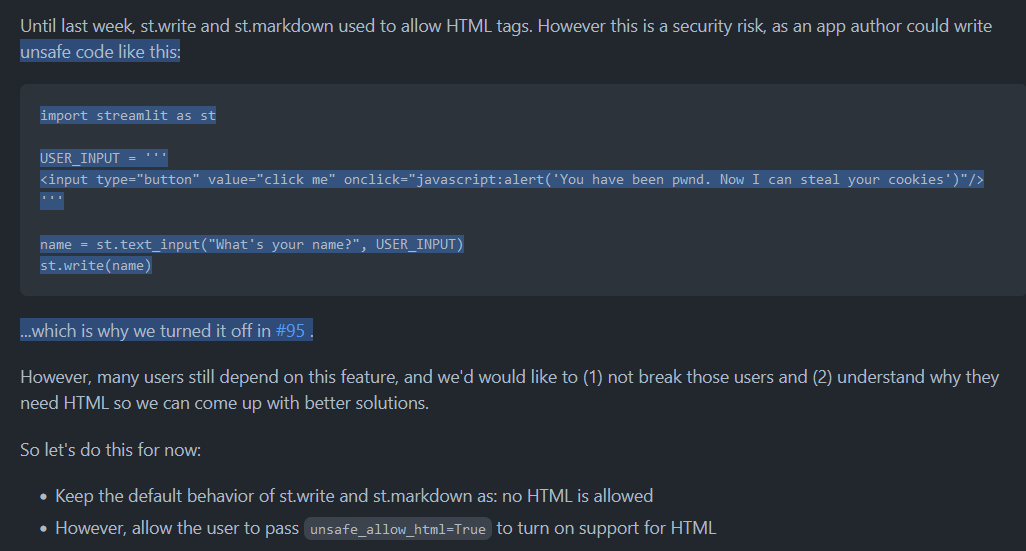 Until last week, st.write and st.markdown used to allow HTML tags. However this is a security risk, as an app author could write
unsafe code like this:
import streamlit as st
USER_INPUT = '''
<input type="button" value="click me" onclick="javascript:alert('You have been pwnd. Now I can steal your cookies')"/>
'''
name = st.text_input("What's your name?", USER_INPUT)
st.write(name)
...which is why we turned it off in #95 .
However, many users still depend on this feature, and we'd would like to (1) not break those users and (2) understand why they
need HTML so we can come up with better solutions.
So let's do this for now:
• Keep the default behavior of st.write and st.markdown as: no HTML is allowed
• However, allow the user to pass unsafe_allow_html=True to turn on support for HTML